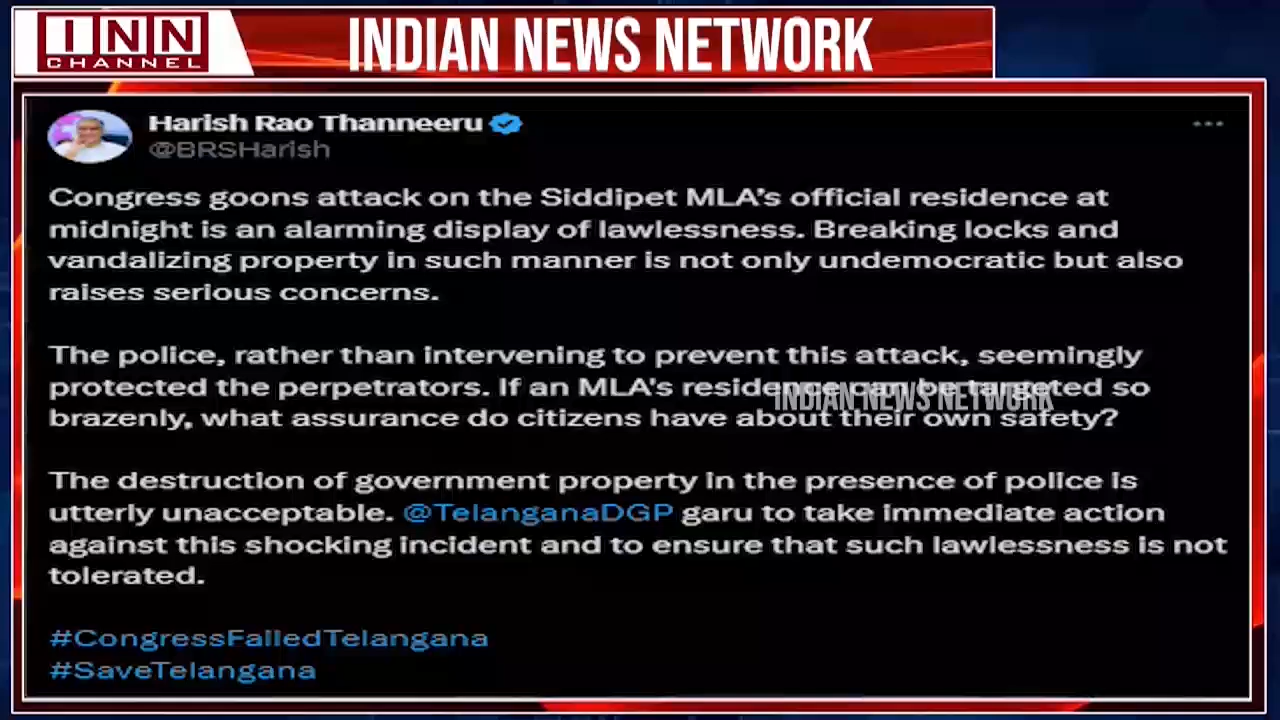 INN
CHANNEL
INDIAN NEWS NETWORK
Harish Rao Thanneeru
@BRSHarish
Congress goons attack on the Siddipet MLA's official residence at
midnight is an alarming display of lawlessness. Breaking locks and
vandalizing property in such manner is not only undemocratic but also
raises serious concerns.
The police, rather than intervening to prevent this attack, seemingly
protected the perpetrators. If an MLA's residence can be targeted so
INDIAN NEWS NETWORK
brazenly, what assurance do citizens have about their own safety?
The destruction of government property in the presence of police is
utterly unacceptable. @TelanganaDGP garu to take immediate action
against this shocking incident and to ensure that such lawlessness is not
tolerated.
#CongressFailedTelangana
#SaveTelangana